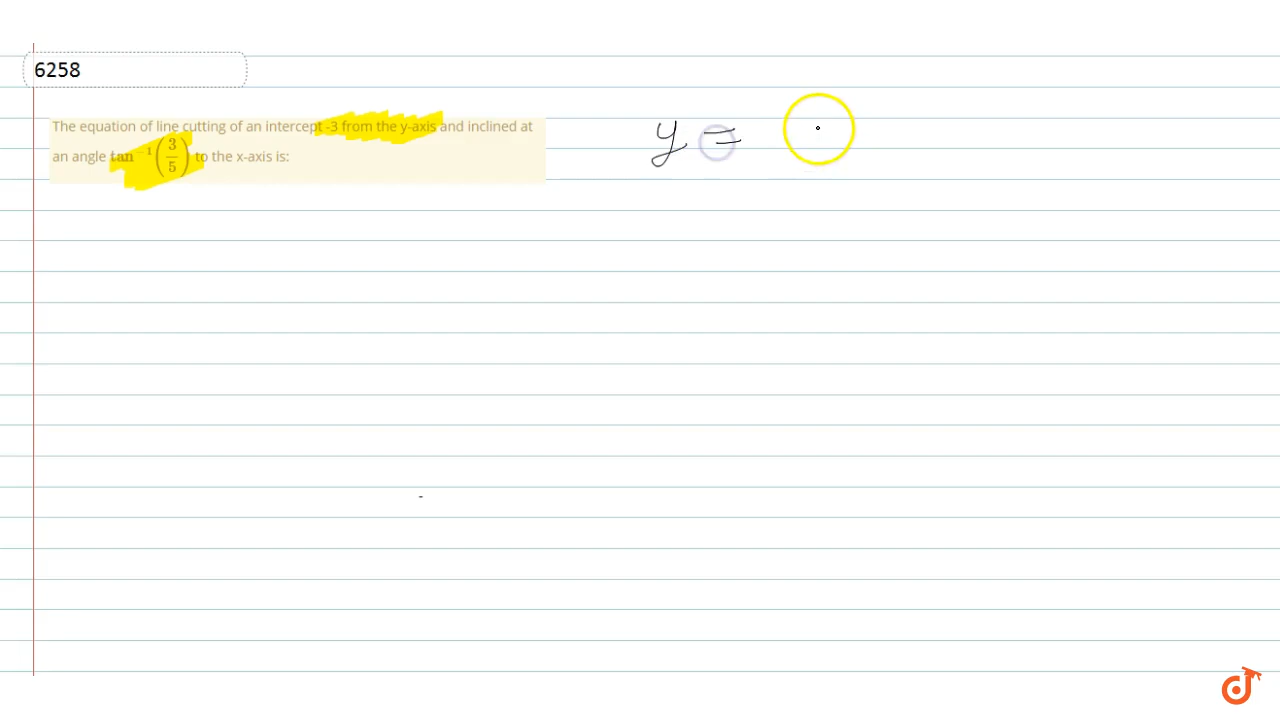 6258
The equation of line cutting of an intercept -3 from the y-axis and inclined at
an angle tan⁻¹(3/5) to the x-axis is:
y =